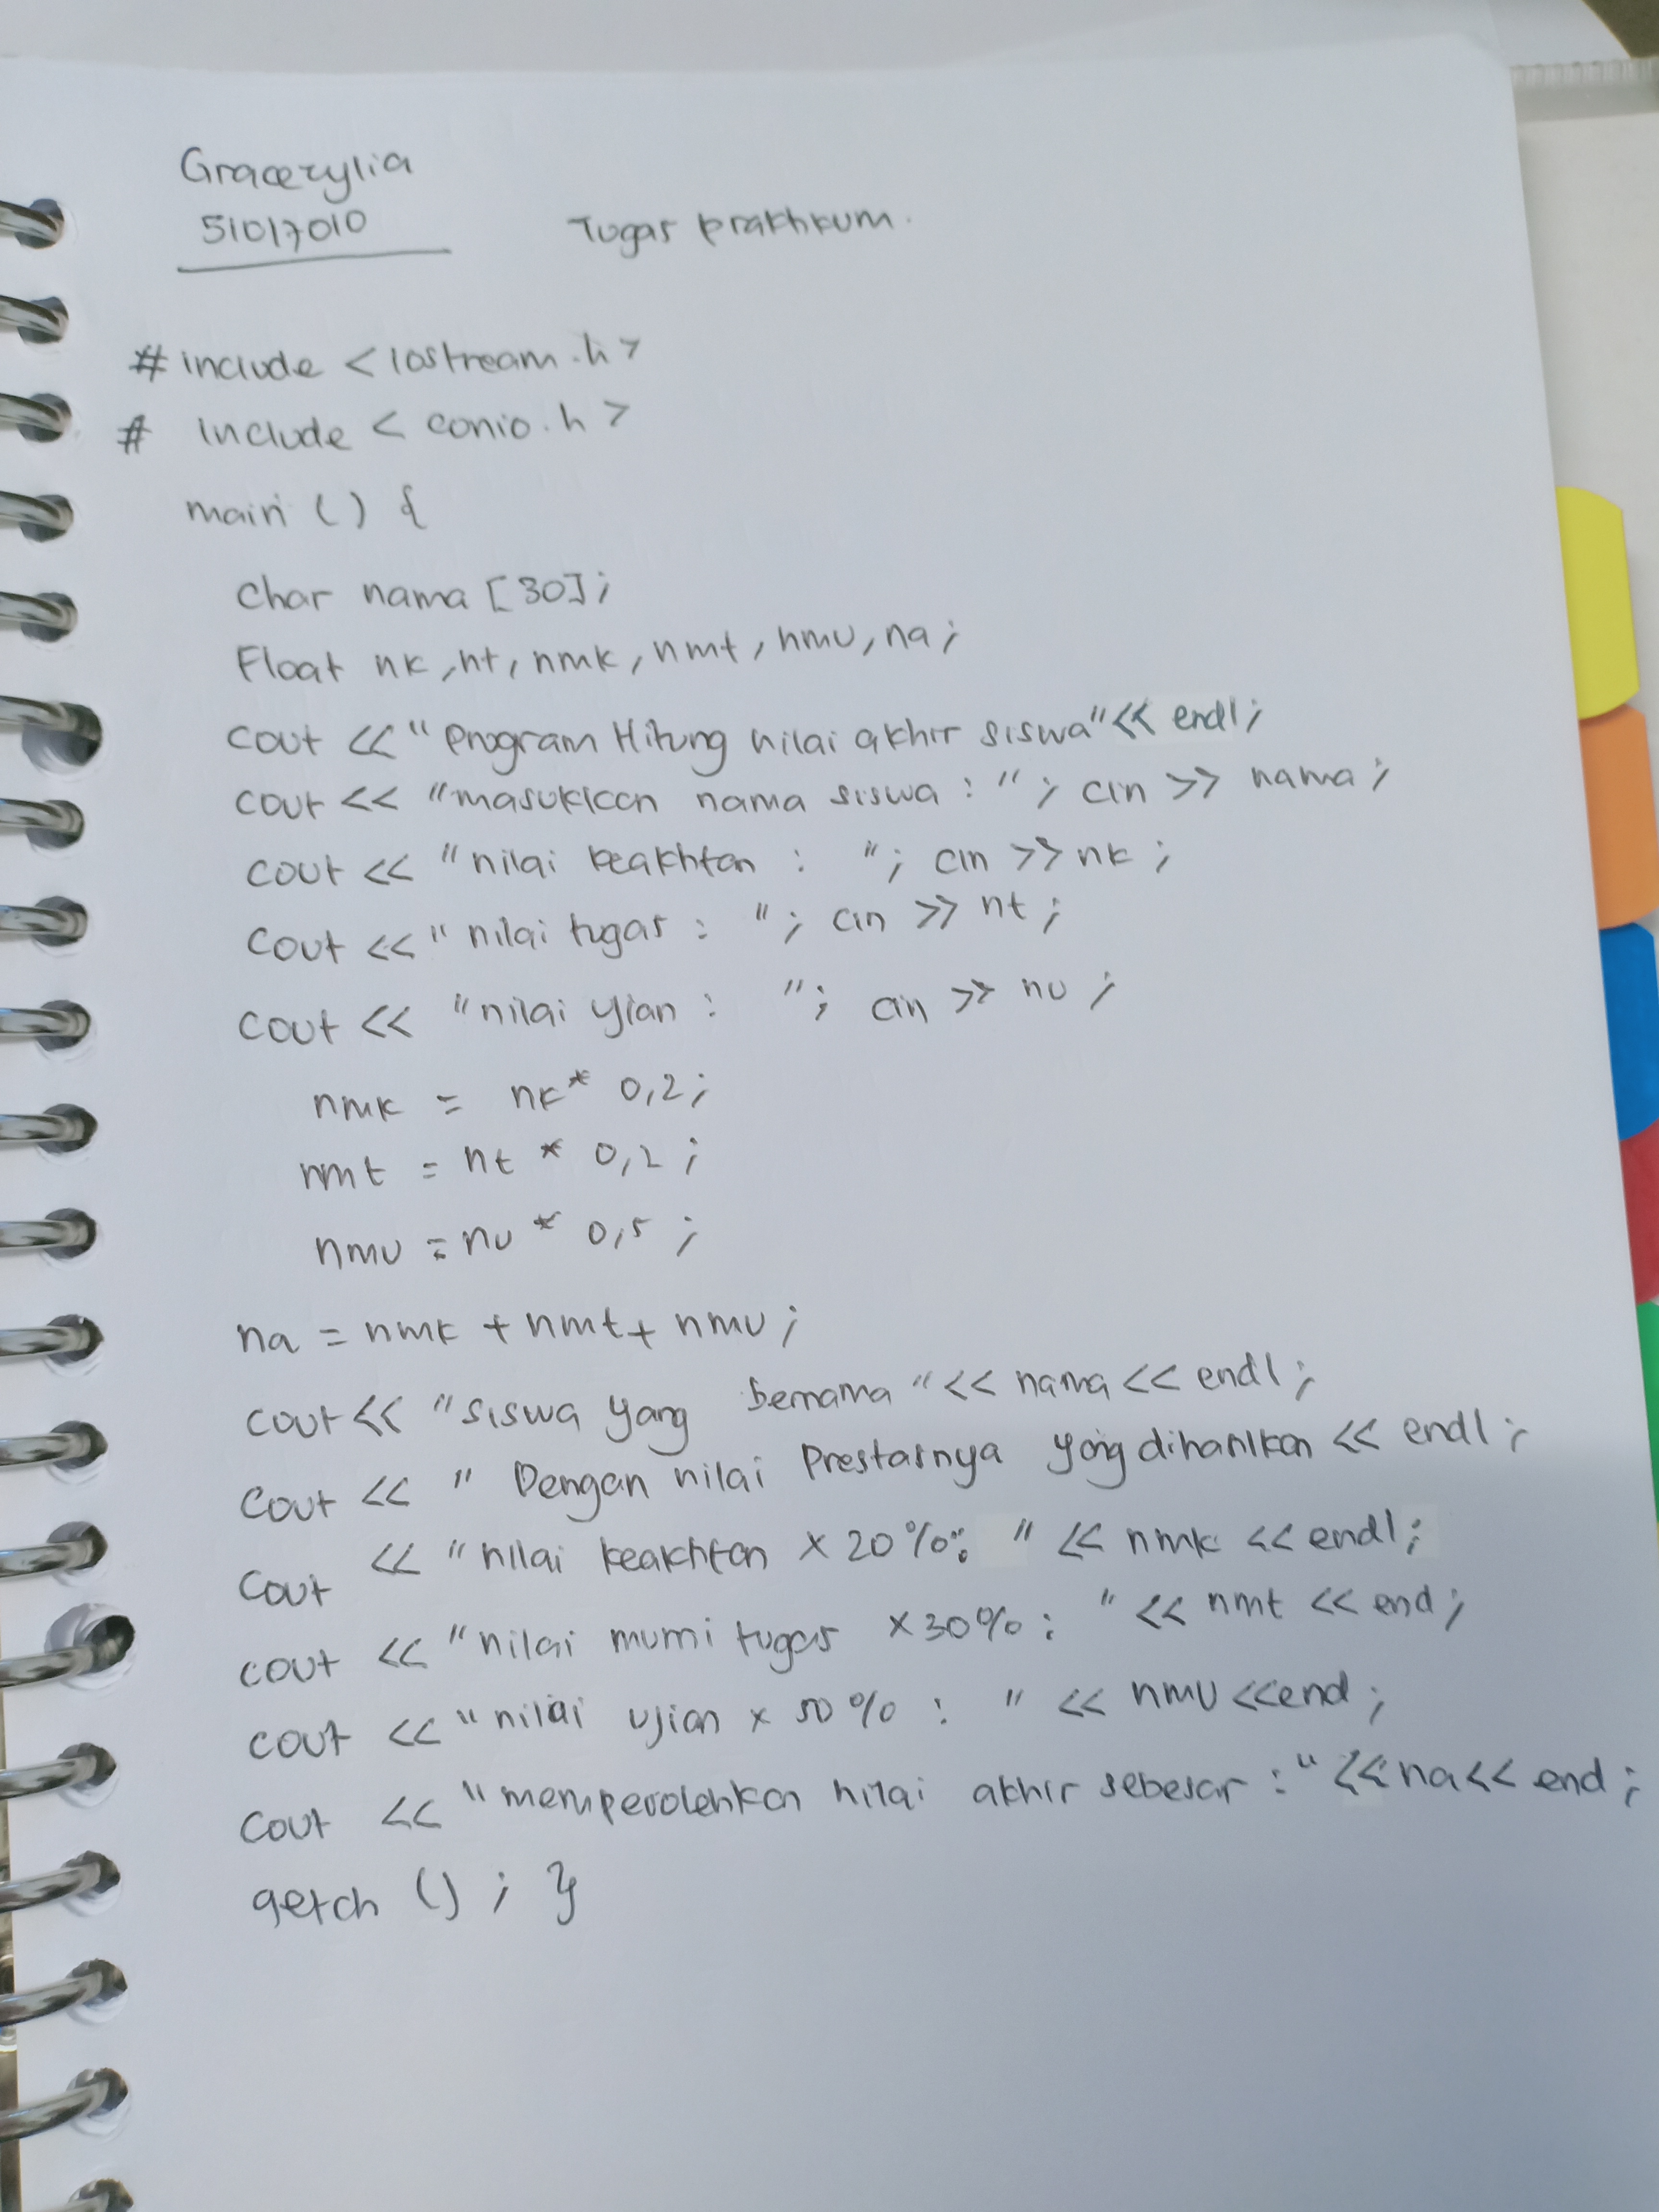 Gracerylia
51017010 Tugas praktikum.
# include < iostream.h >
# include < conio.h >
main () {
char nama [30];
Float nk, nt, nmk, nmt, nmu, na;
cout << "Program Hitung nilai akhir siswa" << endl;
cout << "masukkan nama siswa : "; cin >> nama;
cout << "nilai keaktifan : "; cin >> nk;
cout << "nilai tugas : "; cin >> nt;
cout << "nilai ujian : "; cin >> nu;
nmk = nk * 0,2;
nmt = nt * 0,2;
nmu = nu * 0,5;
na = nmk + nmt + nmu;
cout << "siswa yang bernama " << nama << endl;
cout << " Dengan nilai Prestasnya yang << endl;
cout << "nilai keaktifan x 20%: " << nmk << endl;
cout << "nilai murni tugas x30% : " << nmt << end;
cout << "nilai ujian x 50% : " << nmu << end;
cout << "memperolehkan nilai akhir sebesar : " << na << end;
getch () ; }